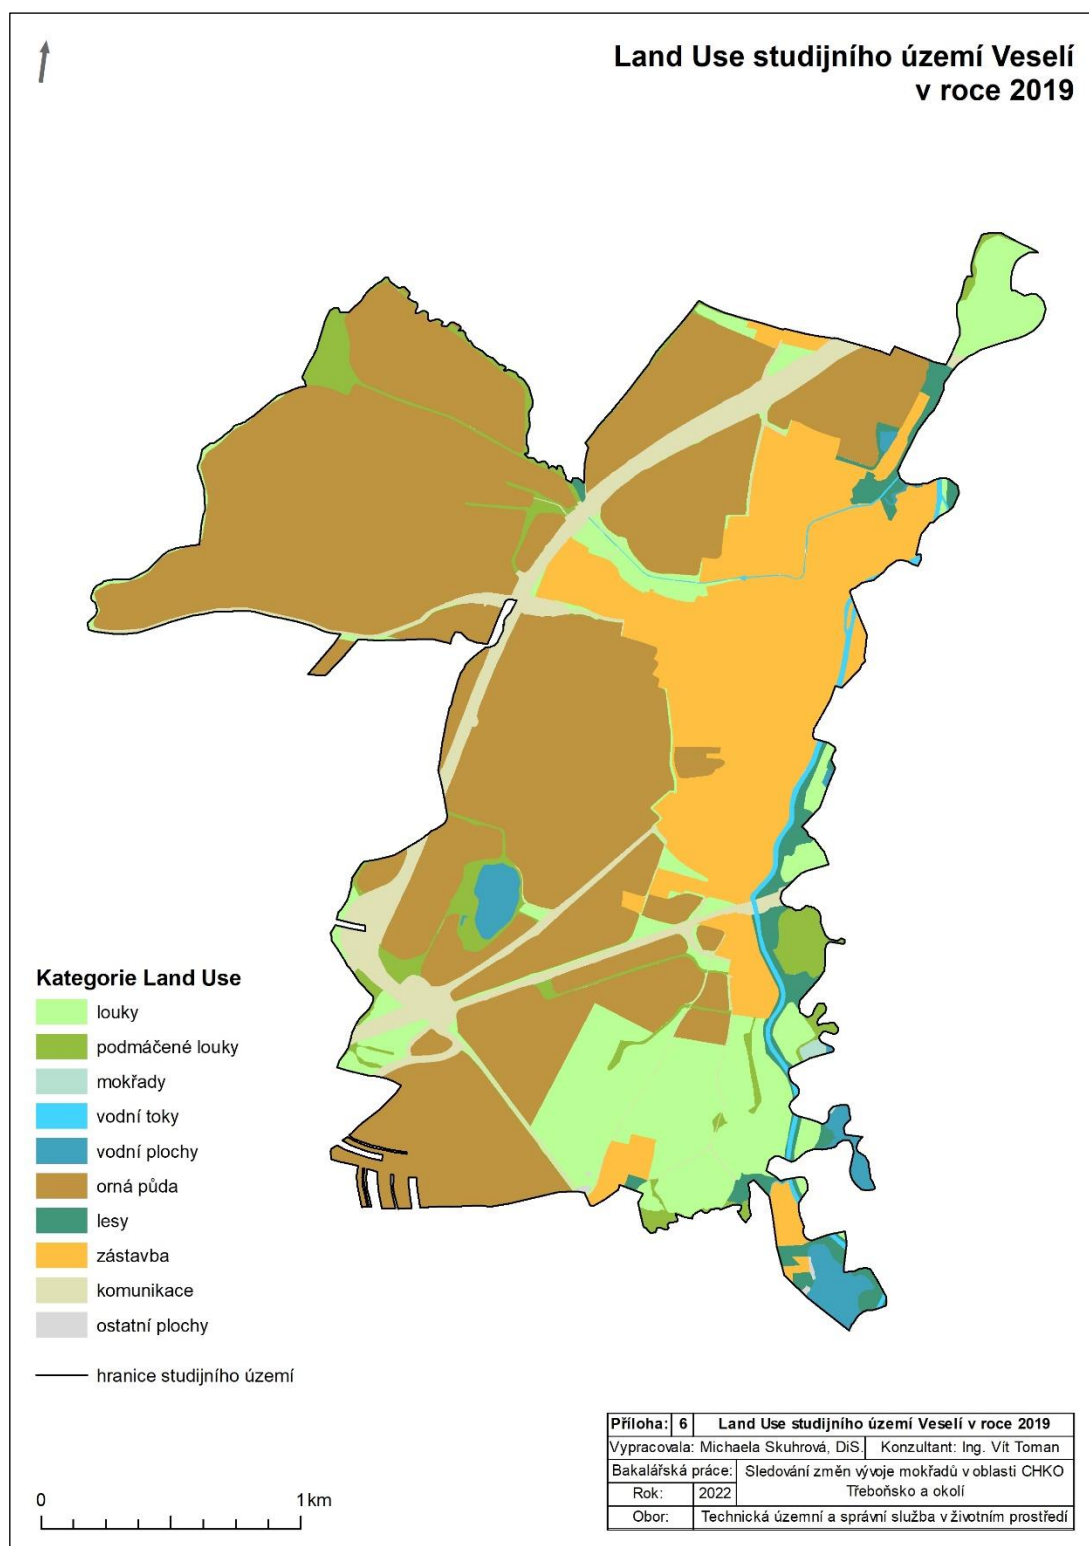 Land Use studijního území Veselí
v roce 2019
Kategorie Land Use
louky
podmáčené louky
mokřady
vodní toky
vodní plochy
orná půda
lesy
zástavba
komunikace
ostatní plochy
hranice studijního území
0 1 km
Příloha: 6 Land Use studijního území Veselí v roce 2019
Vypracovala: Michaela Skuhrová, DiS. Konzultant: Ing. Vít Toman
Bakalářská práce: Sledování změn vývoje mokřadů v oblasti CHKO
Třeboňsko a okolí
Rok: 2022
Obor: Technická územní a správní služba v životním prostředí